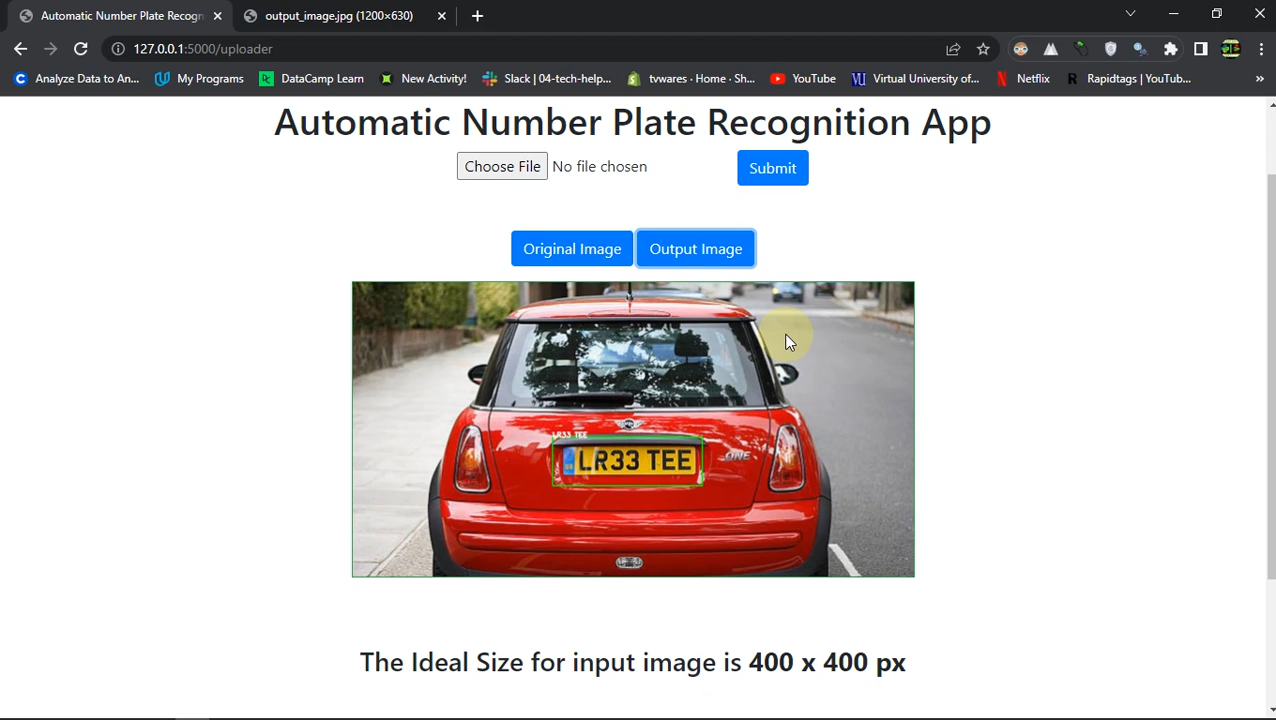 Automatic Number Plate Recogn
output_image.jpg (1200×630)
127.0.0.1:5000/uploader
Analyze Data to An...
My Programs
DataCamp Learn
New Activity!
Slack | 04-tech-help...
tvwares · Home · Sh...
YouTube
Virtual University of...
Netflix
Rapidtags | YouTub...
»
Automatic Number Plate Recognition App
Choose File No file chosen
Submit
Original Image
Output Image
LR33 TEE
LR33 TEE
ONE
The Ideal Size for input image is 400 x 400 px